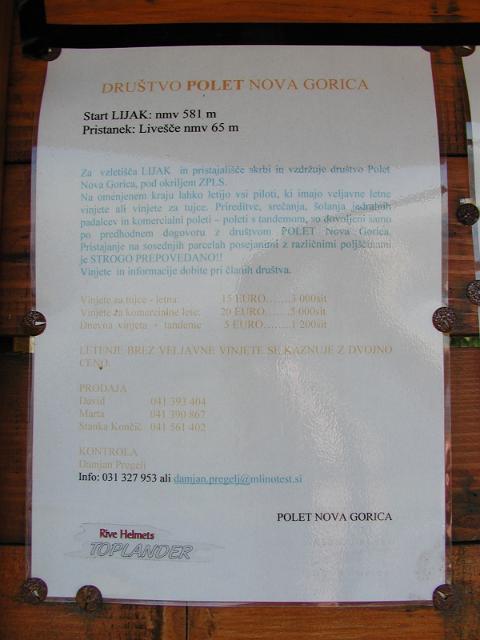 DRUŠTVO POLET NOVA GORICA
Start LIJAK: nmv 581 m
Pristanek: Livešče nmv 65 m
Za vzletišča LIJAK in pristajališče skrbi in vzdržuje društvo Polet
Nova Gorica, pod okriljem ZPLS.
Na omenjenem kraju lahko letijo vsi piloti, ki imajo veljavne letne
vinjete ali vinjete za tujce. Prireditve, srečanja, šolanja jadralnih
padalcev in komercialni poleti - poleti s tandemom, so dovoljeni samo
po predhodnem dogovoru z društvom POLET Nova Gorica.
Pristajanje na sosednjih parcelah posejanimi z različnimi poljščinami
je STROGO PREPOVEDANO!!
Vinjete in informacije dobite pri članih društva.
Vinjete za tujce - letna: 15 EURO........3 000sit
Vinjete za komercialne lete: 20 EURO........5 000sit
Dnevna vinjeta - tandemi 5 EURO........1 200sit
LETENJE BREZ VELJAVNE VINJETE SE KAZNUJE Z DVOJNO
CENO.
PRODAJA
David 041 393 404
Marta 041 390 867
Stanka Končič 041 561 402
KONTROLA
Damjan Pregelj
Info: 031 327 953 ali damjan.pregelj@mlinotest.si
POLET NOVA GORICA
Rive Helmets
TOPLANDER